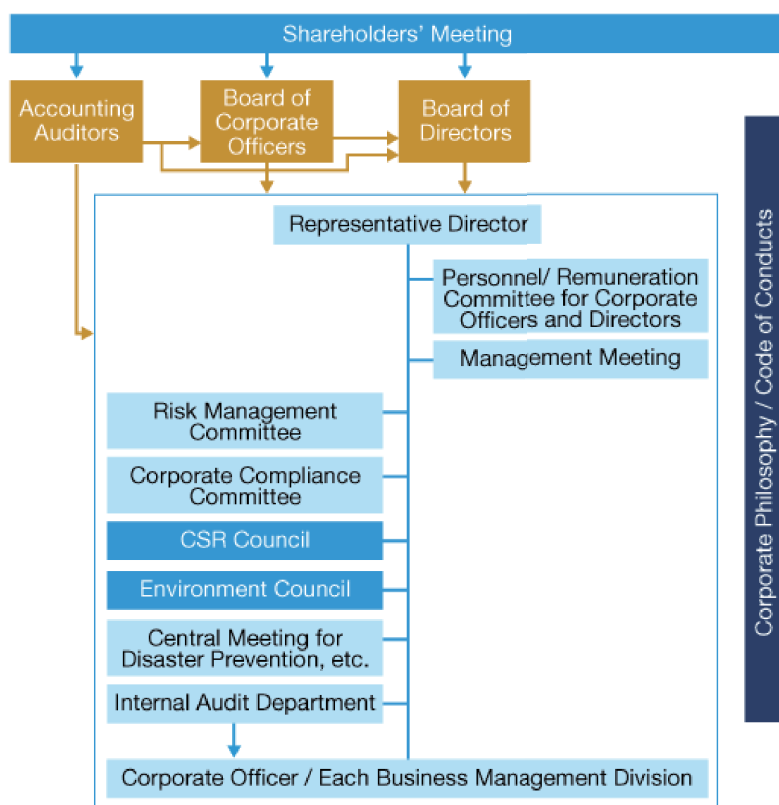 Shareholders' Meeting
Accounting
Auditors
Board of
Corporate
Officers
Board of
Directors
Representative Director
Personnel/ Remuneration
Committee for Corporate
Officers and Directors
Management Meeting
Risk Management
Committee
Corporate Compliance
Committee
CSR Council
Environment Council
Central Meeting for
Disaster Prevention, etc.
Internal Audit Department
Corporate Officer / Each Business Management Division
Corporate Philosophy / Code of Conducts